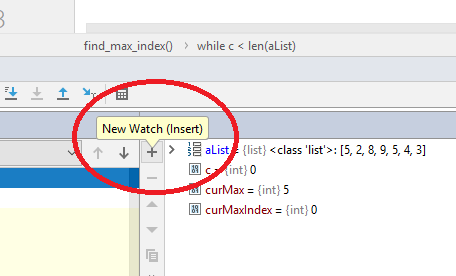 find_max_index() > while c < len(aList)
New Watch (Insert)
aList = {list} <class 'list'>: [5, 2, 8, 9, 5, 4, 3]
c = {int} 0
curMax = {int} 5
curMaxIndex = {int} 0